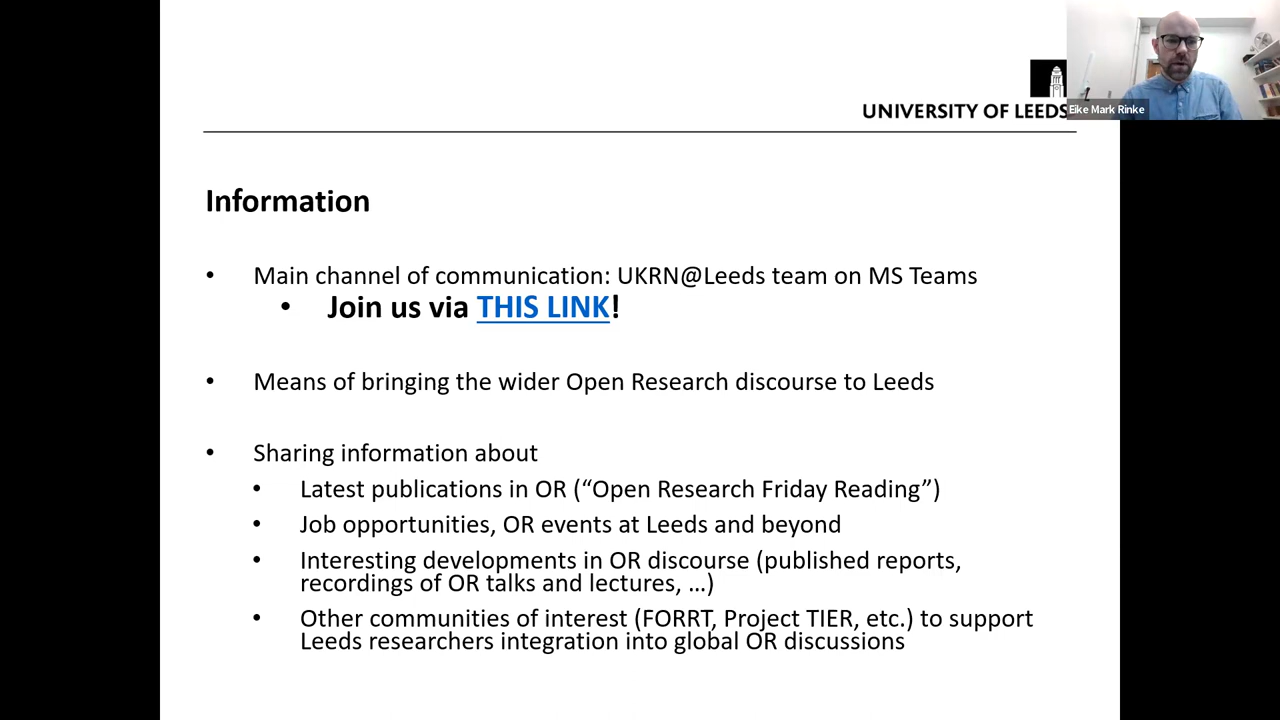 UNIVERSITY OF LEEDS
Eike Mark Rinke
Information
• Main channel of communication: UKRN@Leeds team on MS Teams
• Join us via THIS LINK!
• Means of bringing the wider Open Research discourse to Leeds
• Sharing information about
• Latest publications in OR (“Open Research Friday Reading”)
• Job opportunities, OR events at Leeds and beyond
• Interesting developments in OR discourse (published reports,
recordings of OR talks and lectures, …)
• Other communities of interest (FORRT, Project TIER, etc.) to support
Leeds researchers integration into global OR discussions